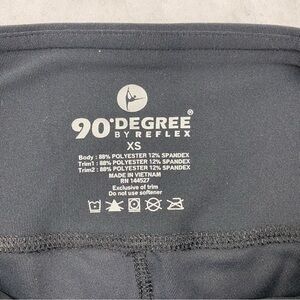 90°DEGREE®
BY REFLEX
XS
Body : 88% POLYESTER 12% SPANDEX
Trim1 : 88% POLYESTER 12% SPANDEX
Trim2 : 88% POLYESTER 12% SPANDEX
MADE IN VIETNAM
RN 144527
Exclusive of trim
Do not use softener